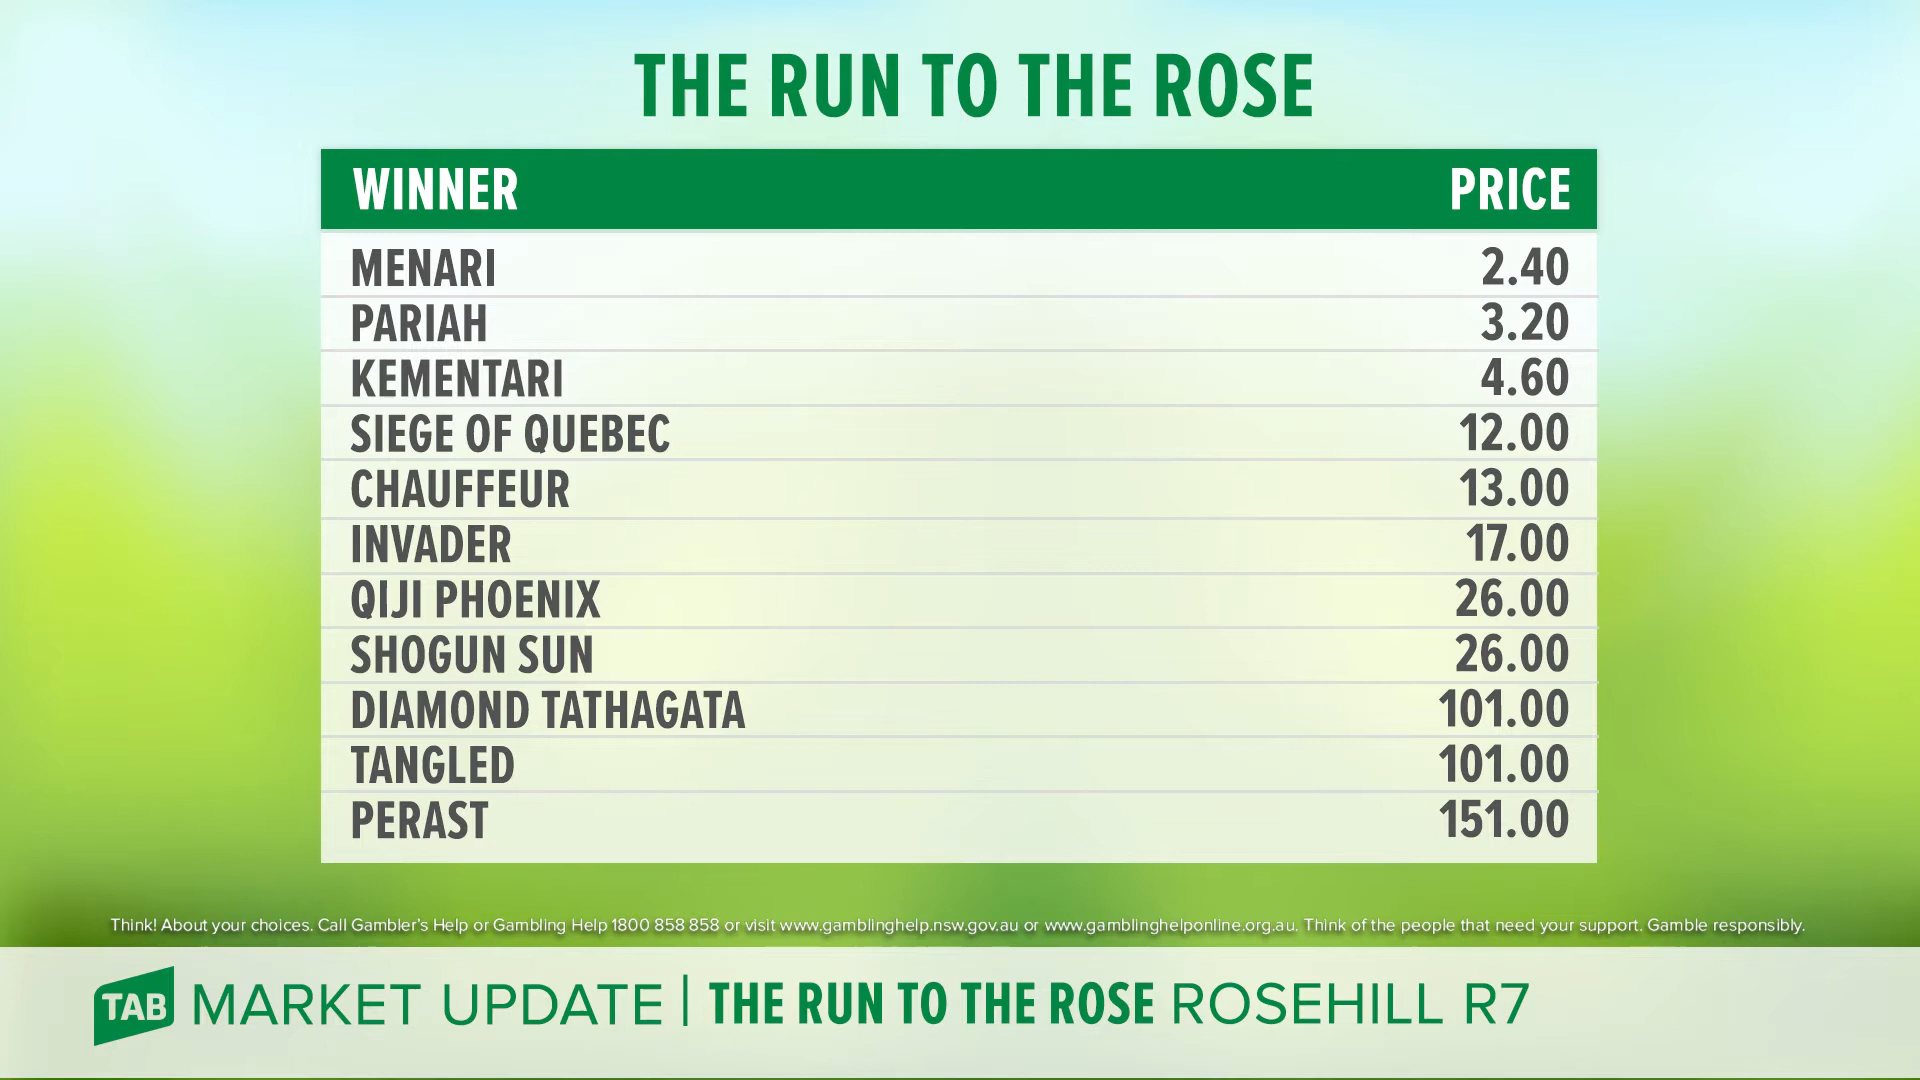 THE RUN TO THE ROSE
WINNER PRICE
MENARI 2.40
PARIAH 3.20
KEMENTARI 4.60
SIEGE OF QUEBEC 12.00
CHAUFFEUR 13.00
INVADER 17.00
QIJI PHOENIX 26.00
SHOGUN SUN 26.00
DIAMOND TATHAGATA 101.00
TANGLED 101.00
PERAST 151.00
Think! About your choices. Call Gambler's Help or Gambling Help 1800 858 858 or visit www.gamblinghelp.nsw.gov.au or www.gamblinghelponline.org.au. Think of the people that need your support. Gamble responsibly.
TAB MARKET UPDATE | THE RUN TO THE ROSE ROSEHILL R7